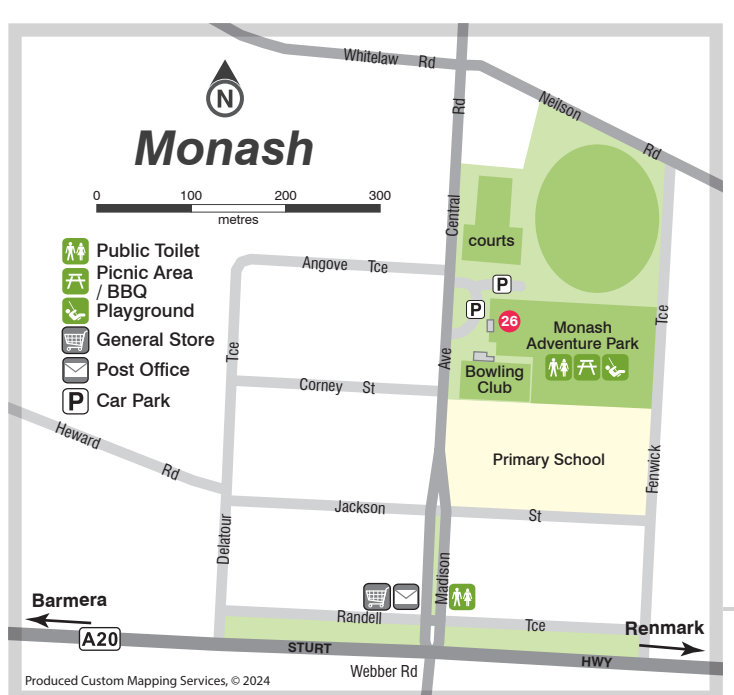 Whitelaw Rd
Neilson Rd
N
Monash
0 100 200 300
metres
Public Toilet
Picnic Area
/ BBQ
Playground
General Store
Post Office
P Car Park
Central Rd
courts
Angove Tce
P
P
26
Monash
Adventure Park
Tce
Tce
Ave
Bowling
Club
Corney St
Heward Rd
Primary School
Fenwick
Jackson St
Delatour
Madison
Barmera
A20
Randell Tce
Renmark
STURT HWY
Webber Rd
Produced Custom Mapping Services, © 2024